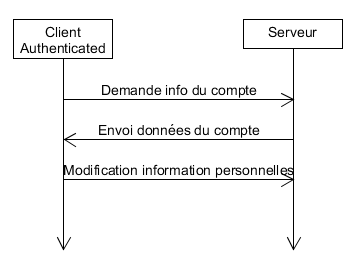 Client
Authenticated
Serveur
Demande info du compte
Envoi données du compte
Modification information personnelles